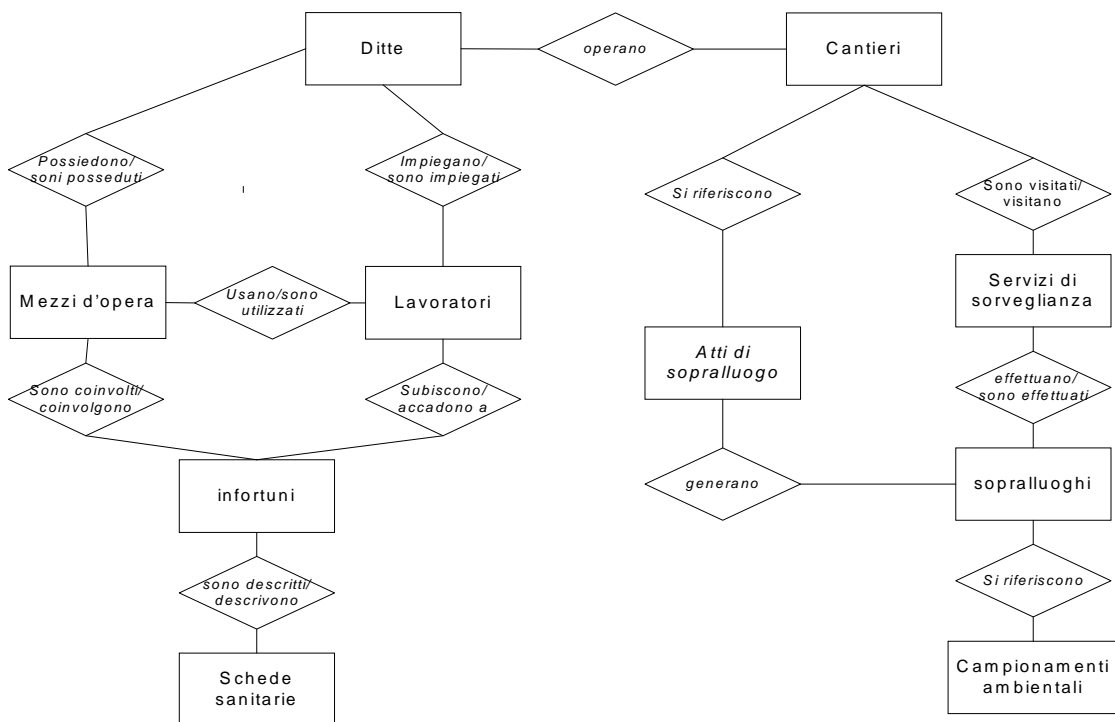 Ditte
operano
Cantieri
Possiedono/
soni posseduti
Impiegano/
sono impiegati
Si riferiscono
Sono visitati/
visitano
Mezzi d'opera
Usano/sono
utilizzati
Lavoratori
Servizi di
sorveglianza
Atti di
sopralluogo
Sono coinvolti/
coinvolgono
Subiscono/
accadono a
effettuano/
sono effettuati
infortuni
generano
sopralluoghi
sono descritti/
descrivono
Si riferiscono
Schede
sanitarie
Campionamenti
ambientali